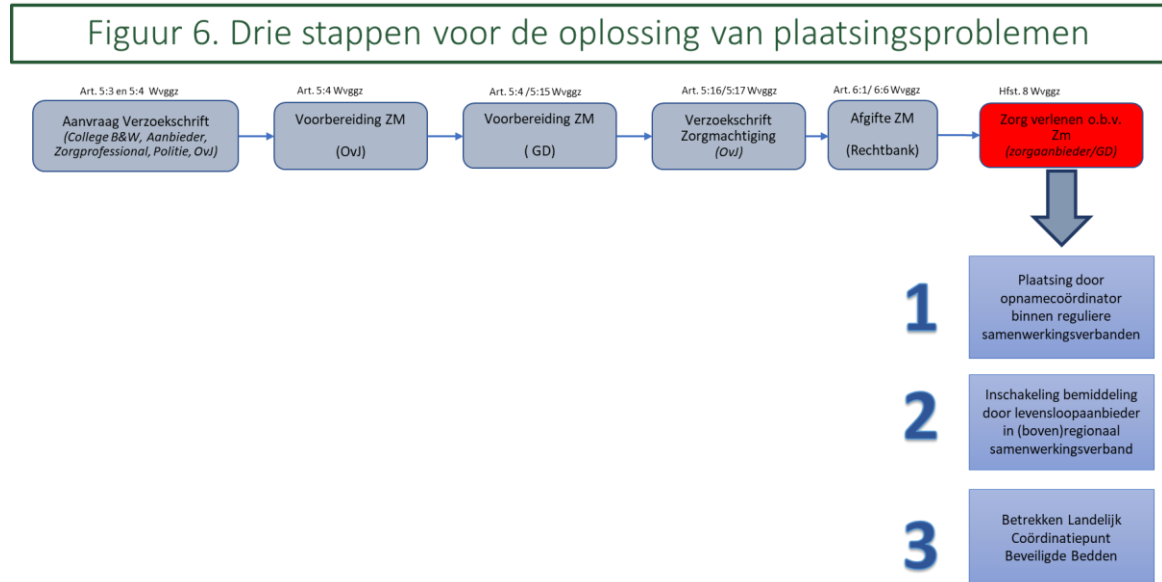 Figuur 6. Drie stappen voor de oplossing van plaatsingsproblemen
Art. 5:3 en 5:4 Wvggz
Aanvraag Verzoekschrift
(College B&W, Aanbieder,
Zorgprofessional, Politie, OvJ)
Art. 5:4 Wvggz
Voorbereiding ZM
(OvJ)
Art. 5:4 /5:15 Wvggz
Voorbereiding ZM
( GD)
Art. 5:16/5:17 Wvggz
Verzoekschrift
Zorgmachtiging
(OvJ)
Art. 6:1/ 6:6 Wvggz
Afgifte ZM
(Rechtbank)
Hfst. 8 Wvggz
Zorg verlenen o.b.v.
Zm
(zorgaanbieder/GD)
1
Plaatsing door
opnamecoördinator
binnen reguliere
samenwerkingsverbanden
2
Inschakeling bemiddeling
door levensloopaanbieder
in (boven)regionaal
samenwerkingsverband
3
Betrekken Landelijk
Coördinatiepunt
Beveiligde Bedden